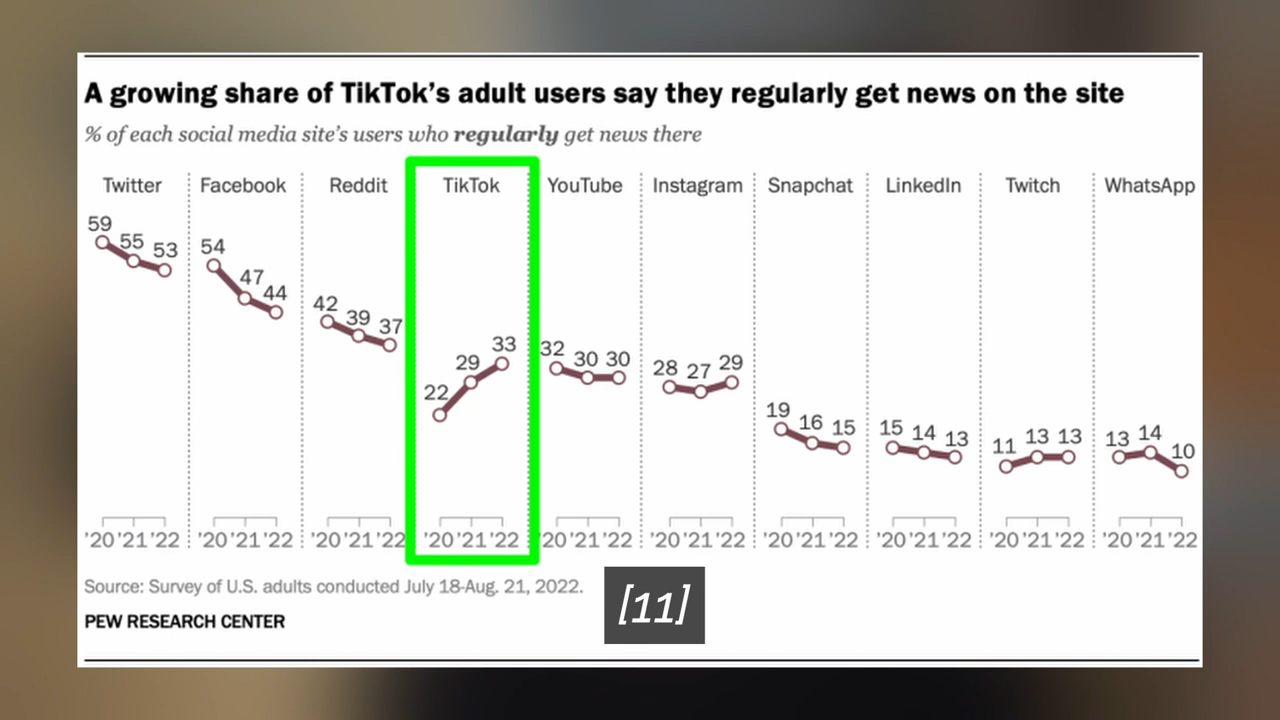 A growing share of TikTok’s adult users say they regularly get news on the site
% of each social media site’s users who regularly get news there
Twitter Facebook Reddit TikTok YouTube Instagram Snapchat LinkedIn Twitch WhatsApp
59 55 53
54 47 44
42 39 37
22 29 33
32 30 30
28 27 29
19 16 15
15 14 13
11 13 13
13 14 10
’20 ’21 ’22 ’20 ’21 ’22 ’20 ’21 ’22 ’20 ’21 ’22 ’20 ’21 ’22 ’20 ’21 ’22 ’20 ’21 ’22 ’20 ’21 ’22 ’20 ’21 ’22 ’20 ’21 ’22
Source: Survey of U.S. adults conducted July 18-Aug. 21, 2022.
[11]
PEW RESEARCH CENTER